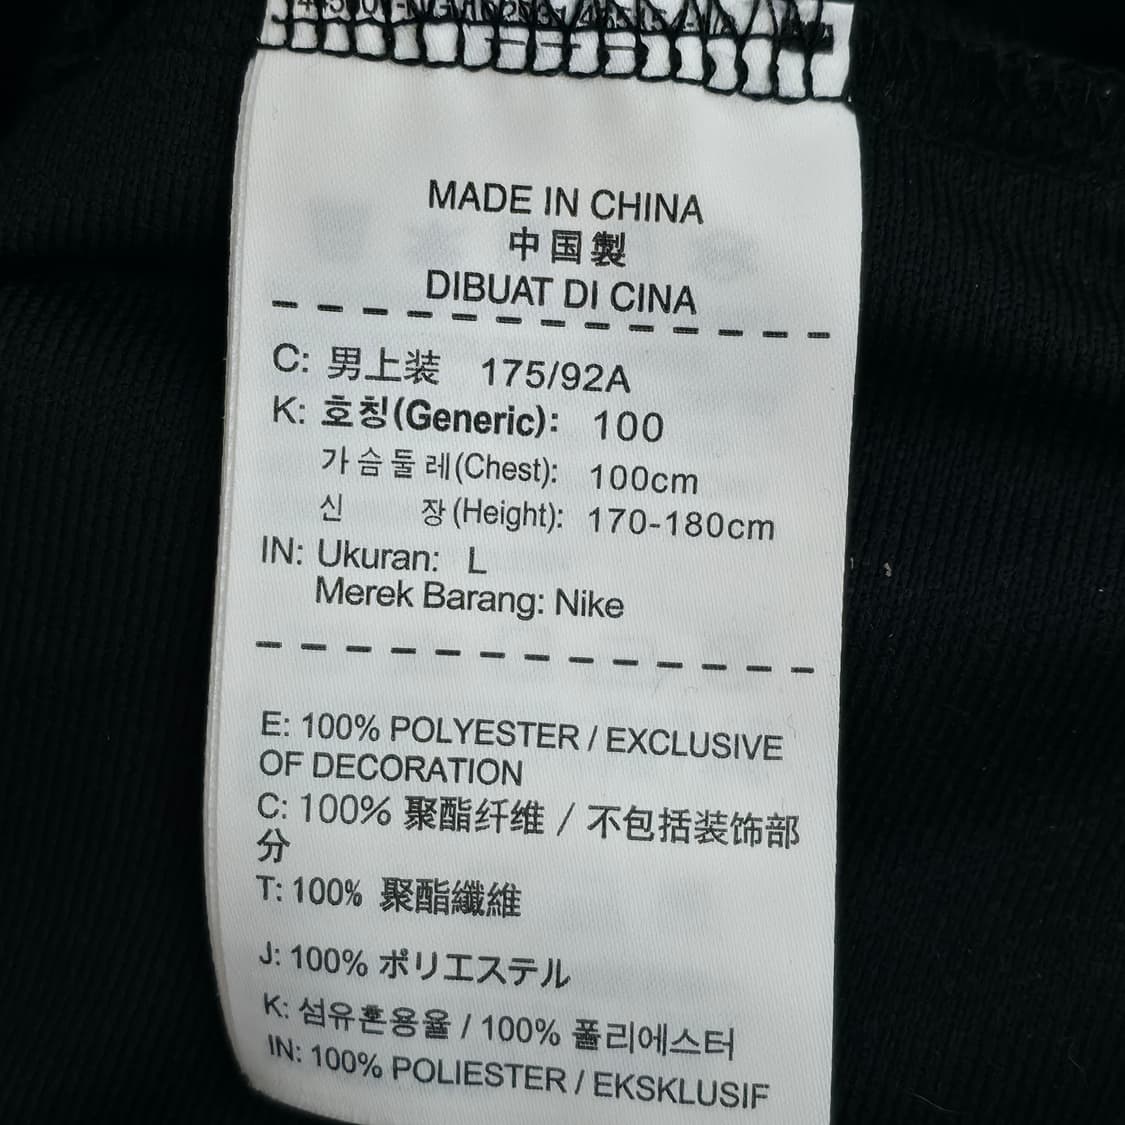 MADE IN CHINA
中国製
DIBUAT DI CINA
C: 男上装 175/92A
K: 호칭(Generic): 100
가슴둘레(Chest): 100cm
신 장(Height): 170-180cm
IN: Ukuran: L
Merek Barang: Nike
E: 100% POLYESTER / EXCLUSIVE
OF DECORATION
C: 100% 聚酯纤维 / 不包括装饰部
分
T: 100% 聚酯纖維
J: 100% ポリエステル
K: 섬유혼용율 / 100% 폴리에스터
IN: 100% POLIESTER / EKSKLUSIF